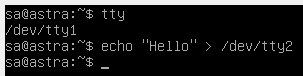 sa@astra:~$ tty
/dev/tty1
sa@astra:~$ echo "Hello" > /dev/tty2
sa@astra:~$ _